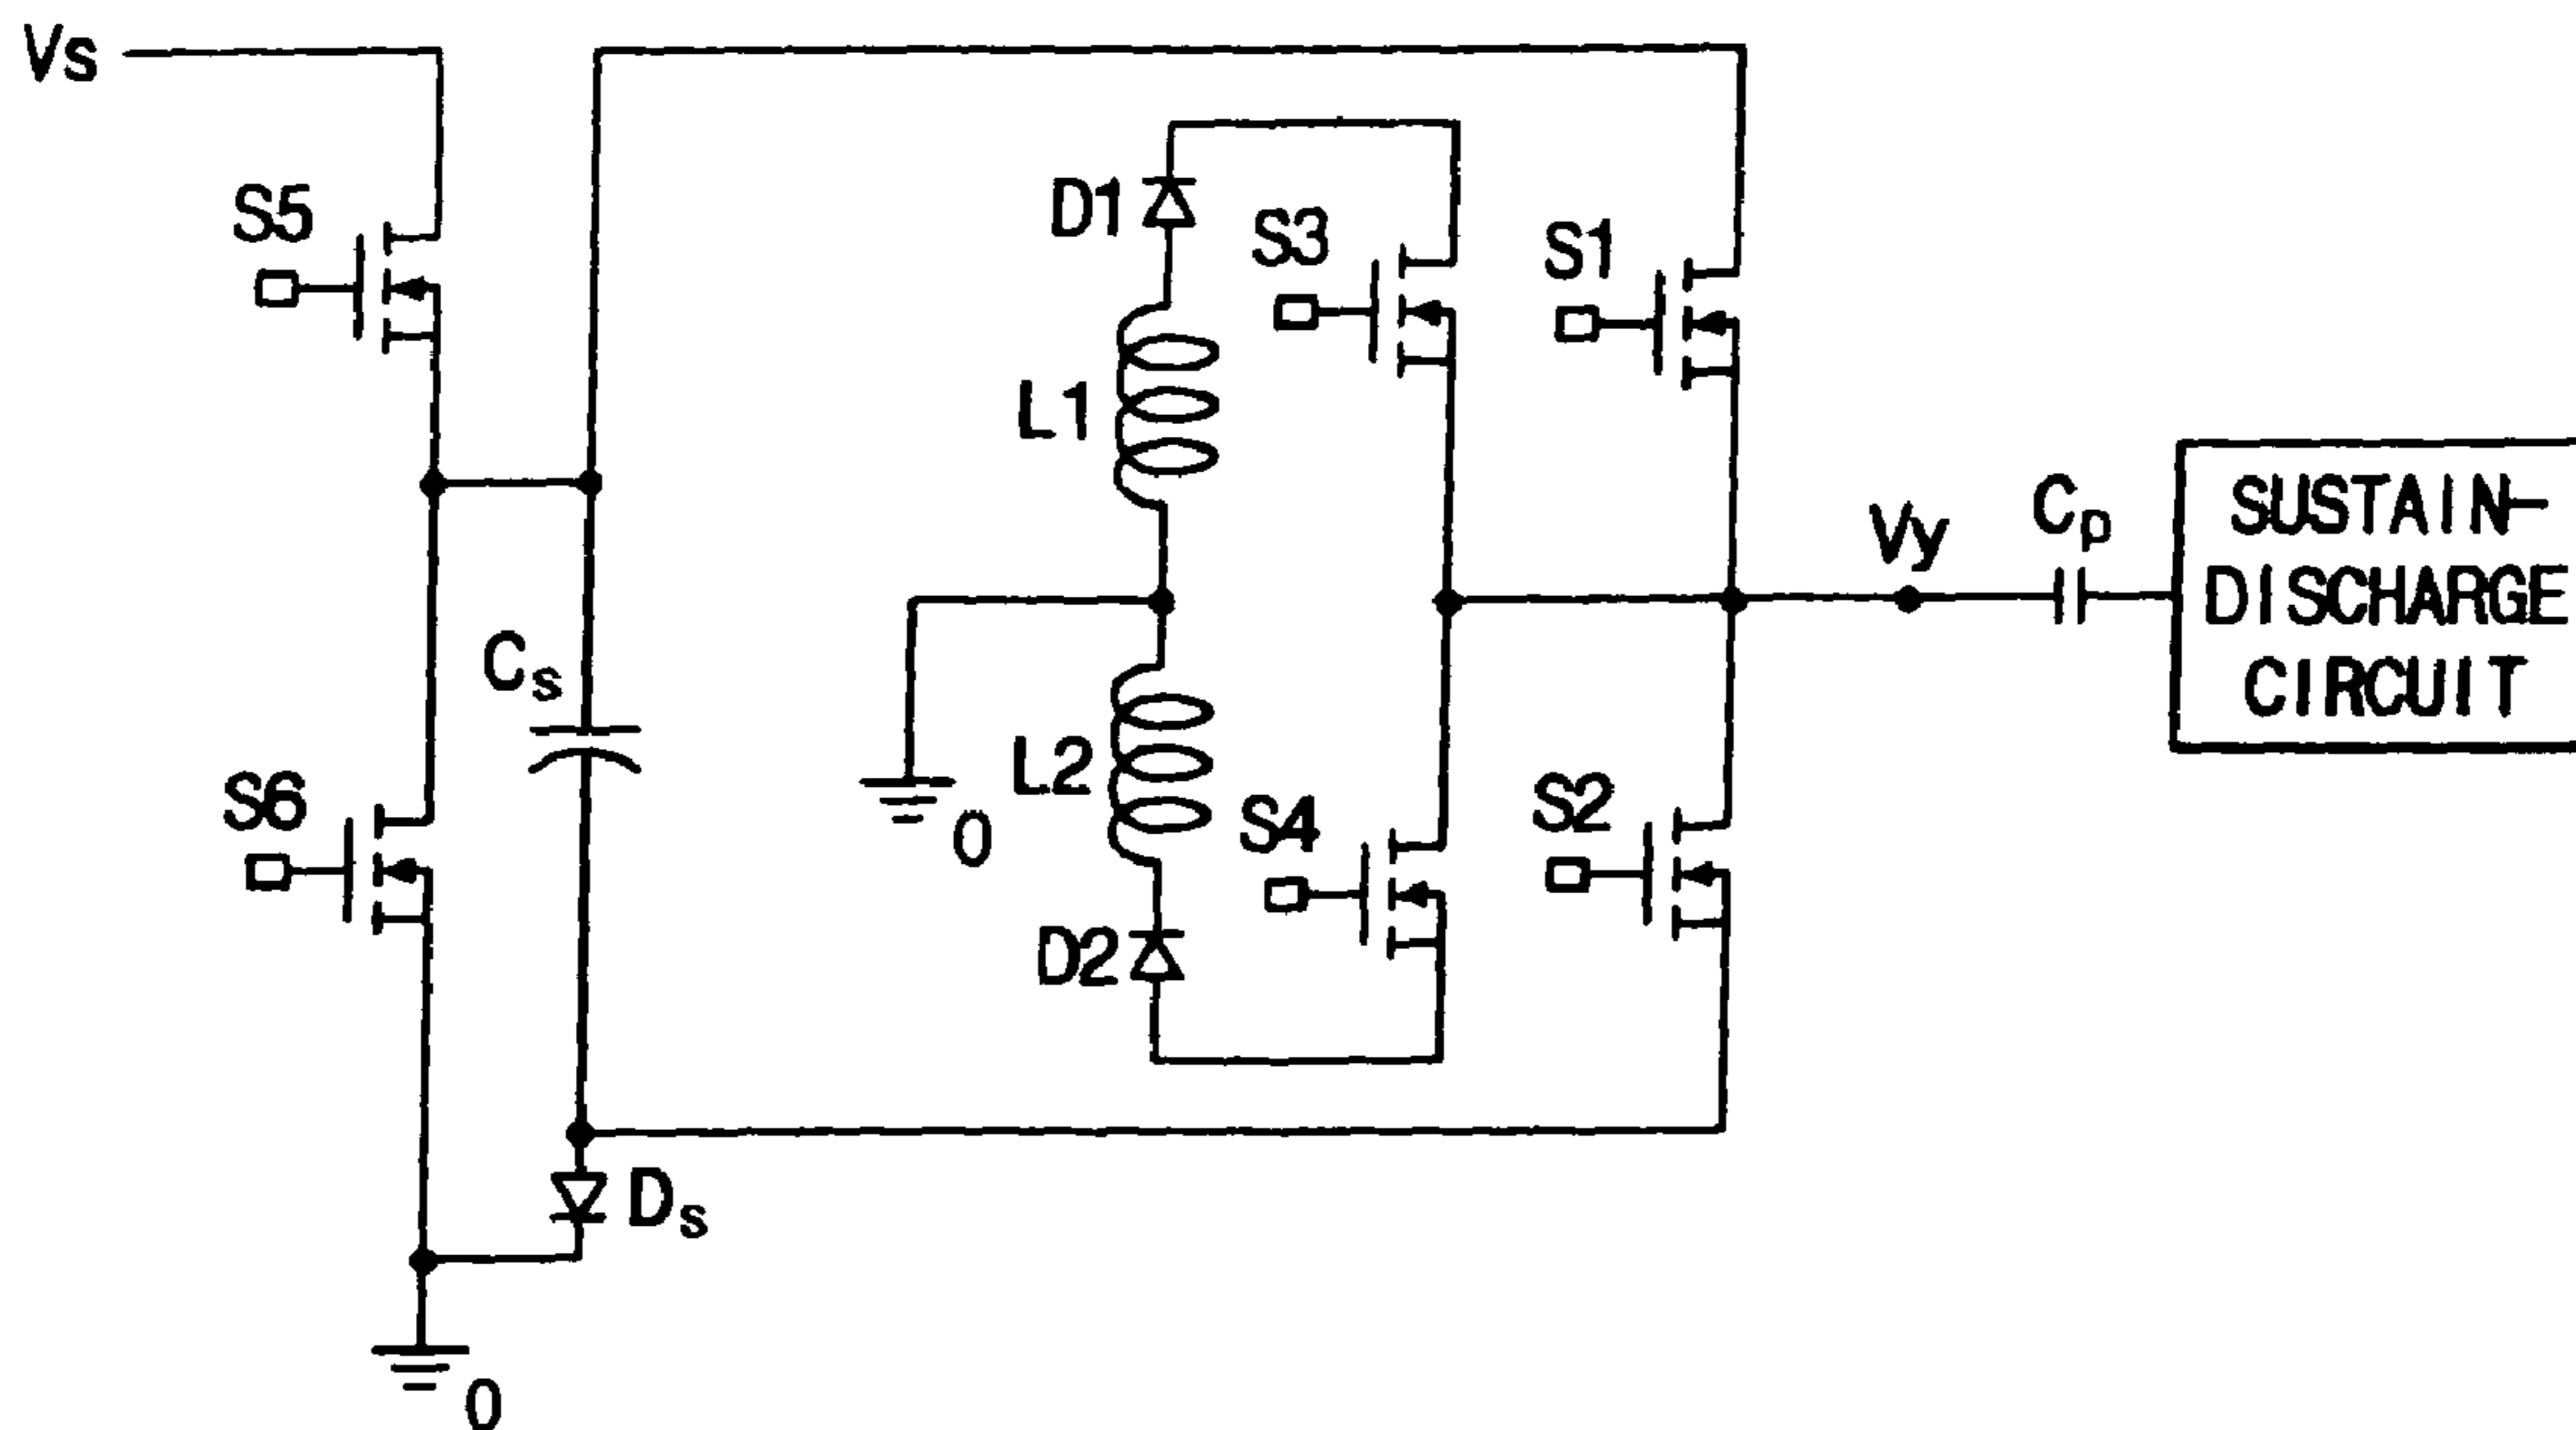 Vs
S5
D1
S3
S1
L1
Vy
Cp
SUSTAIN-
DISCHARGE
CIRCUIT
Cs
L2
0
S6
S4
S2
D2
Ds
0